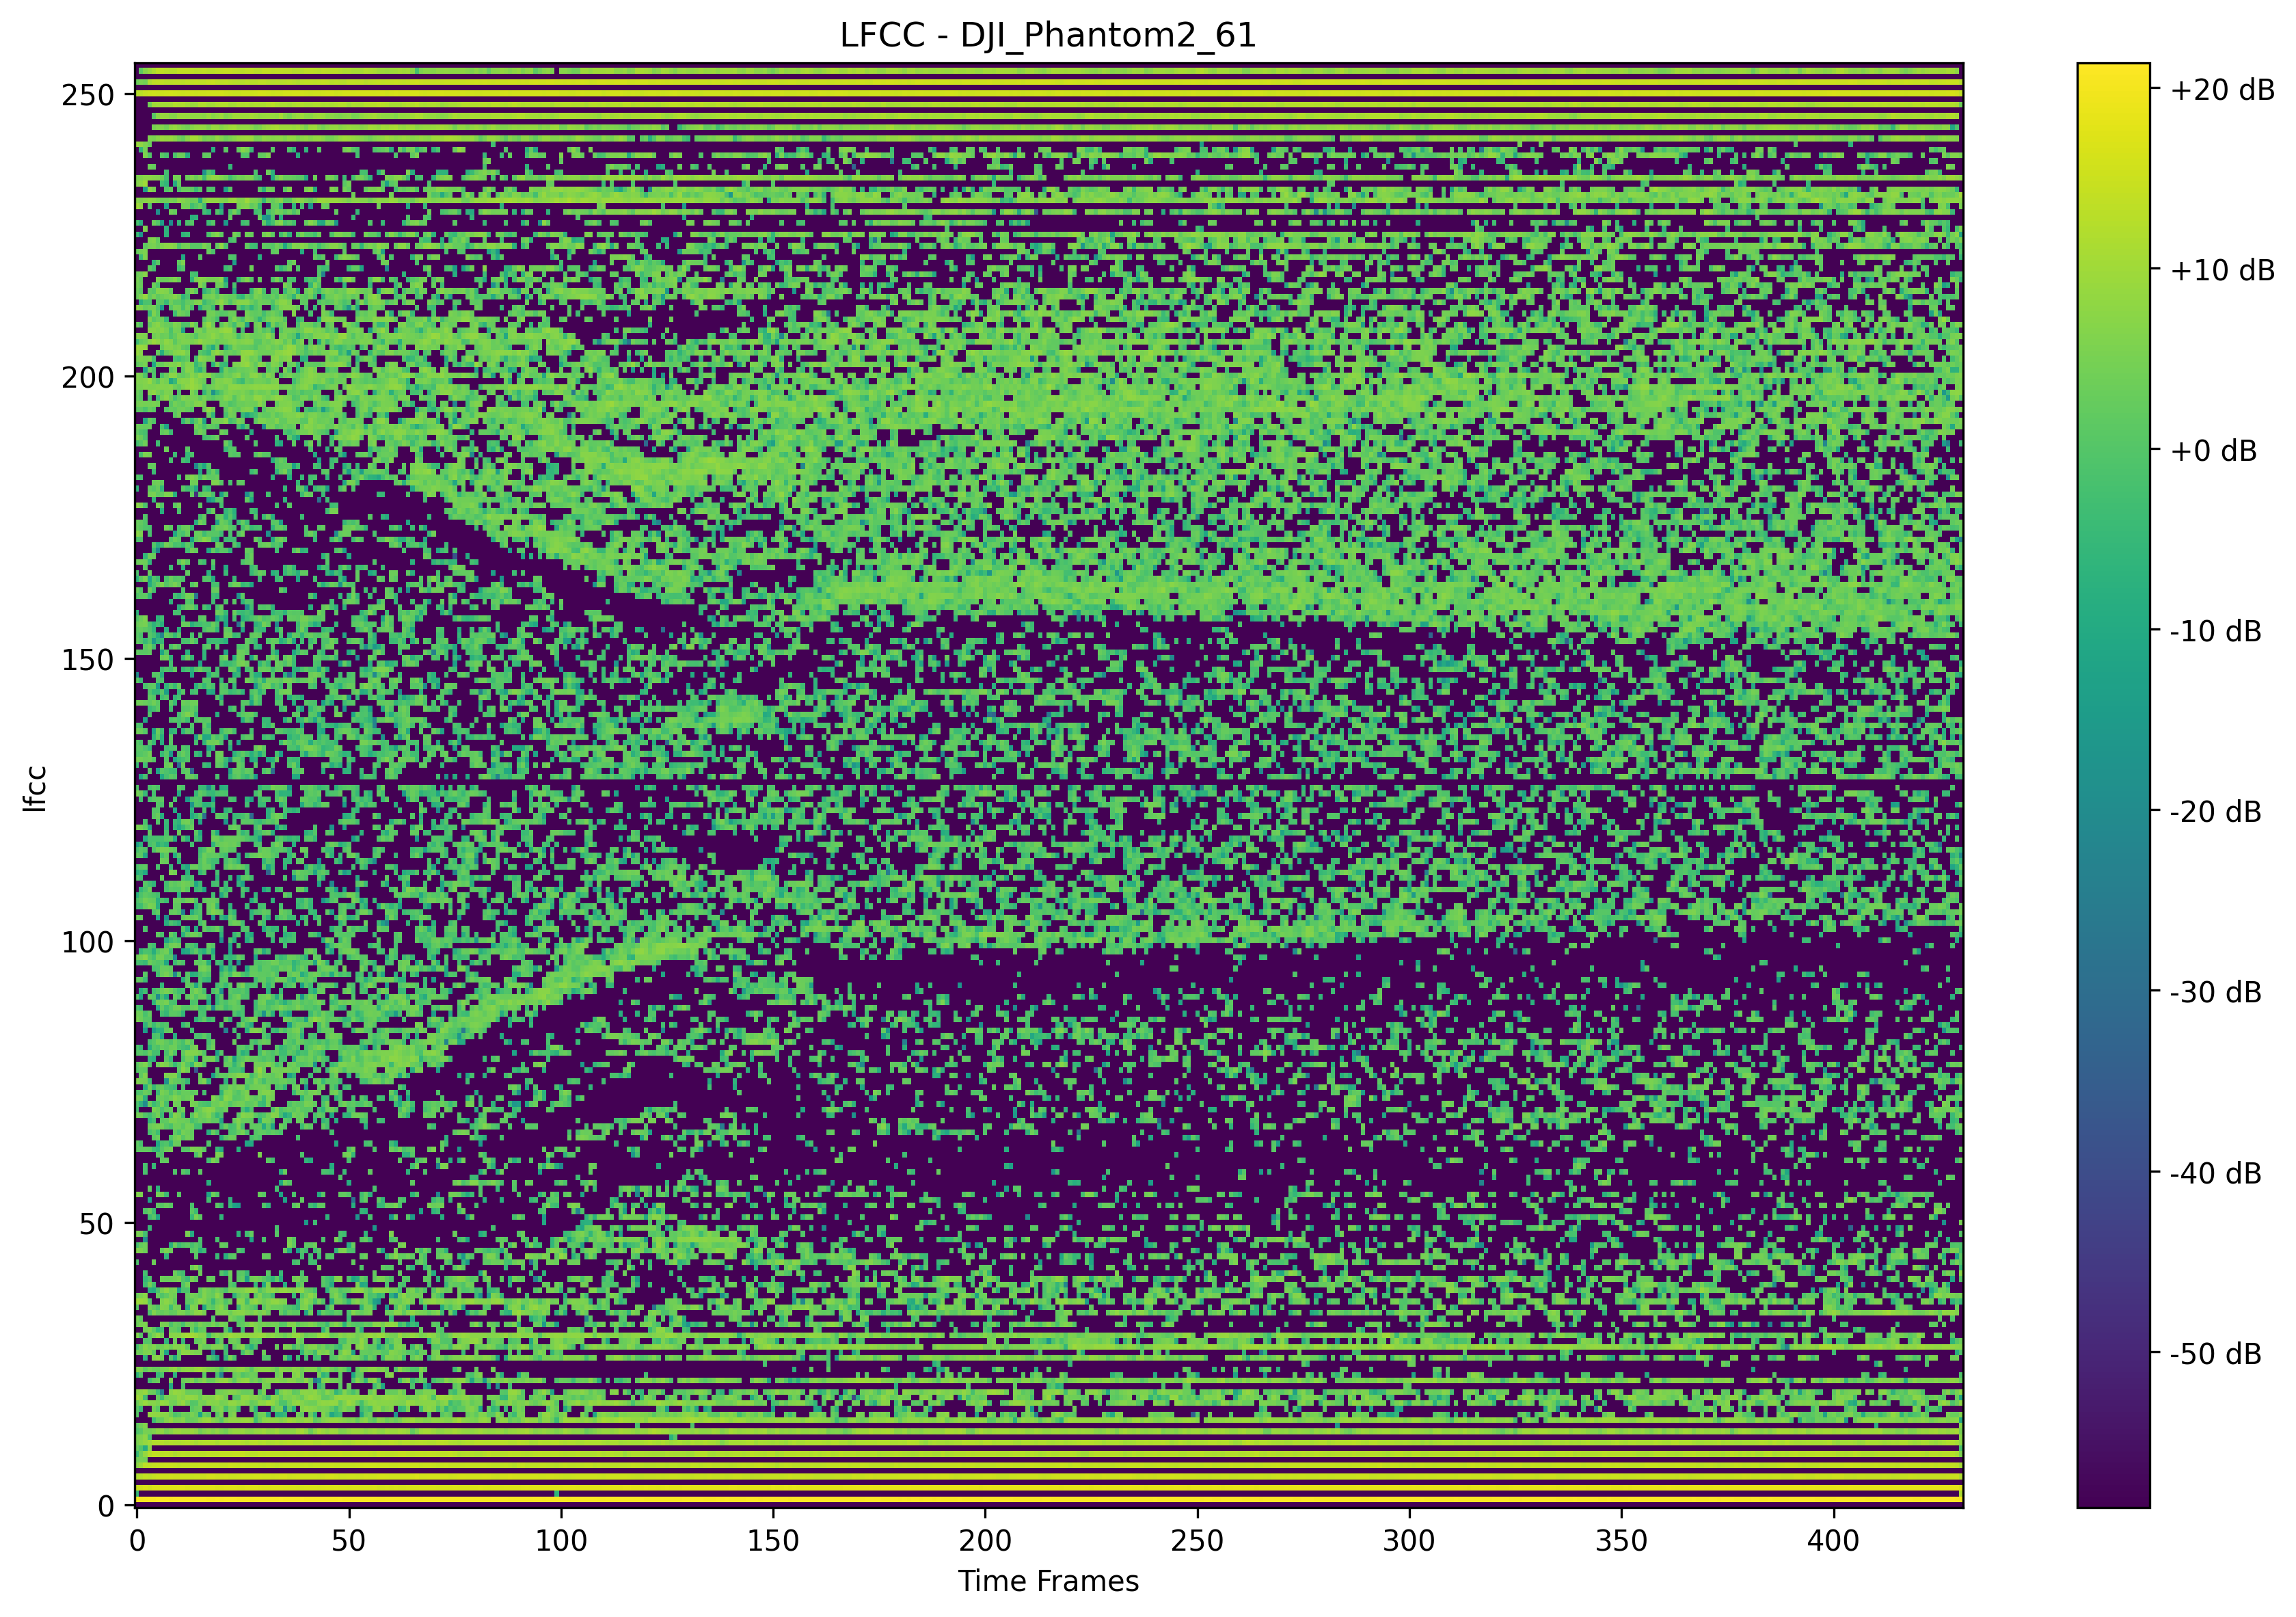 LFCC - DJI_Phantom2_61
250
200
150
100
50
0
lfcc
0 50 100 150 200 250 300 350 400
Time Frames
+20 dB
+10 dB
+0 dB
-10 dB
-20 dB
-30 dB
-40 dB
-50 dB